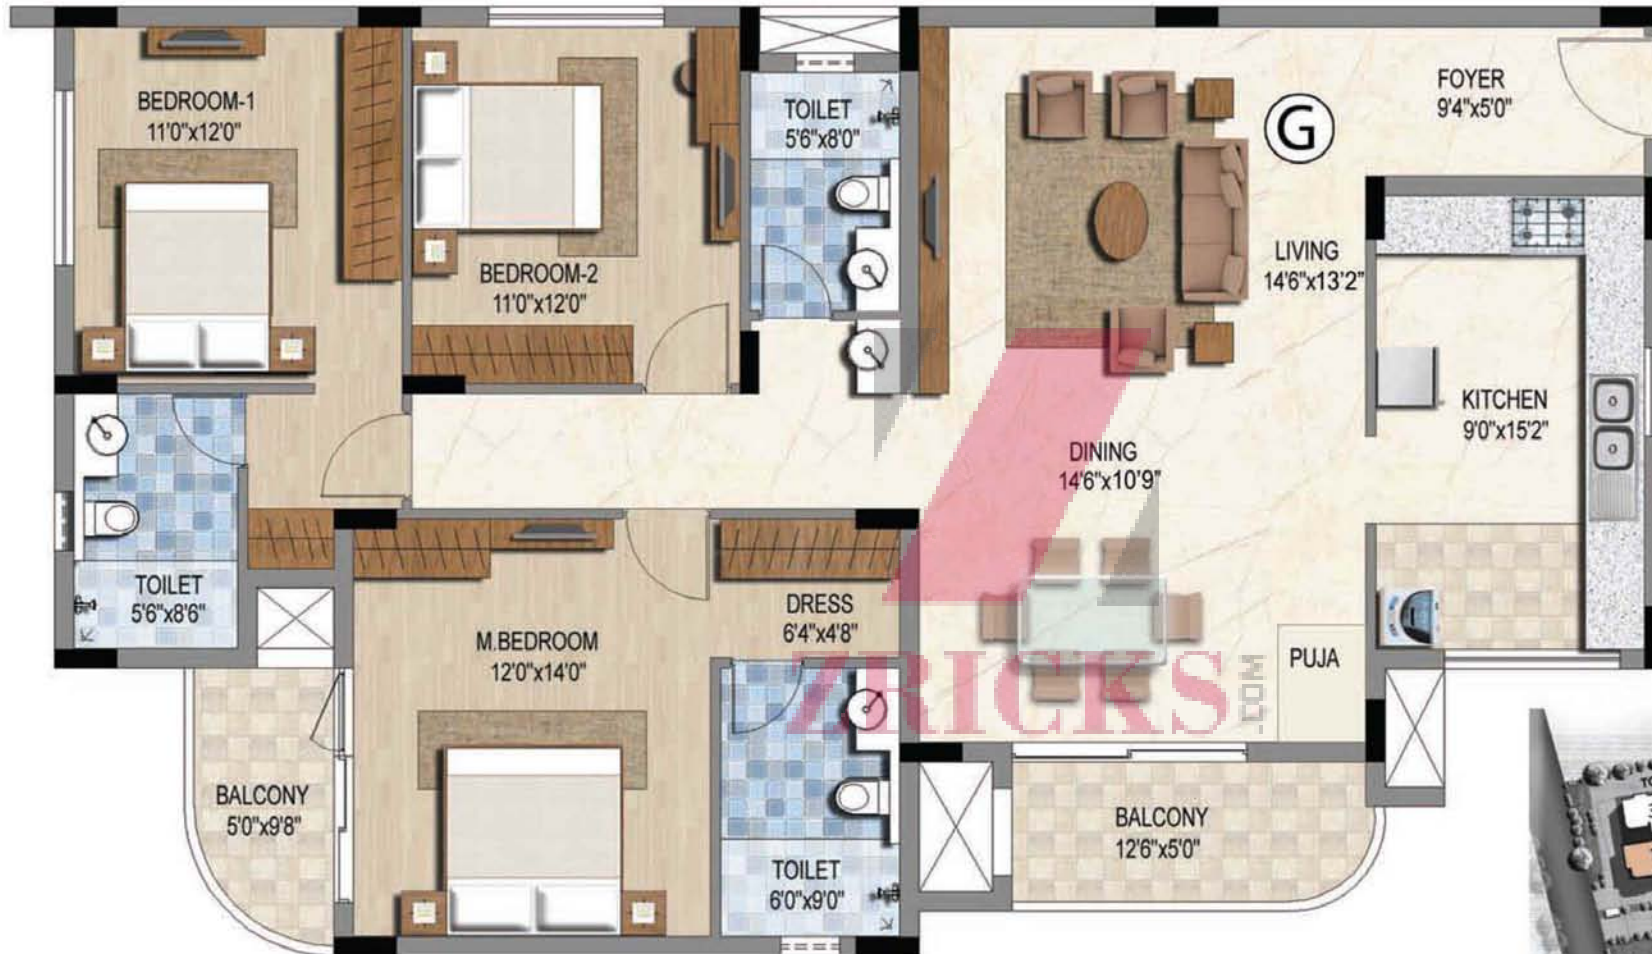 BEDROOM-1
11'0"x12'0"
BEDROOM-2
11'0"x12'0"
TOILET
5'6"x8'0"
FOYER
9'4"x5'0"
G
LIVING
14'6"x13'2"
KITCHEN
9'0"x15'2"
DINING
14'6"x10'9"
TOILET
5'6"x8'6"
M.BEDROOM
12'0"x14'0"
DRESS
6'4"x4'8"
PUJA
ZRICKS.COM
BALCONY
5'0"x9'8"
TOILET
6'0"x9'0"
BALCONY
12'6"x5'0"